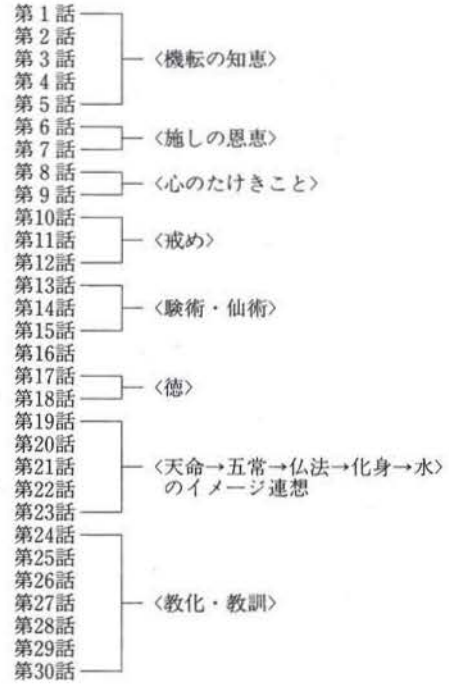 第1話
第2話
第3話 〈機転の知恵〉
第4話
第5話
第6話
〈施しの恩恵〉
第7話
第8話
〈心のたけきこと〉
第9話
第10話
第11話 〈戒め〉
第12話
第13話
第14話 〈験術・仙術〉
第15話
第16話
第17話
〈徳〉
第18話
第19話
第20話
第21話 〈天命→五常→仏法→化身→水〉
第22話 のイメージ連想
第23話
第24話
第25話
第26話
第27話 〈教化・教訓〉
第28話
第29話
第30話